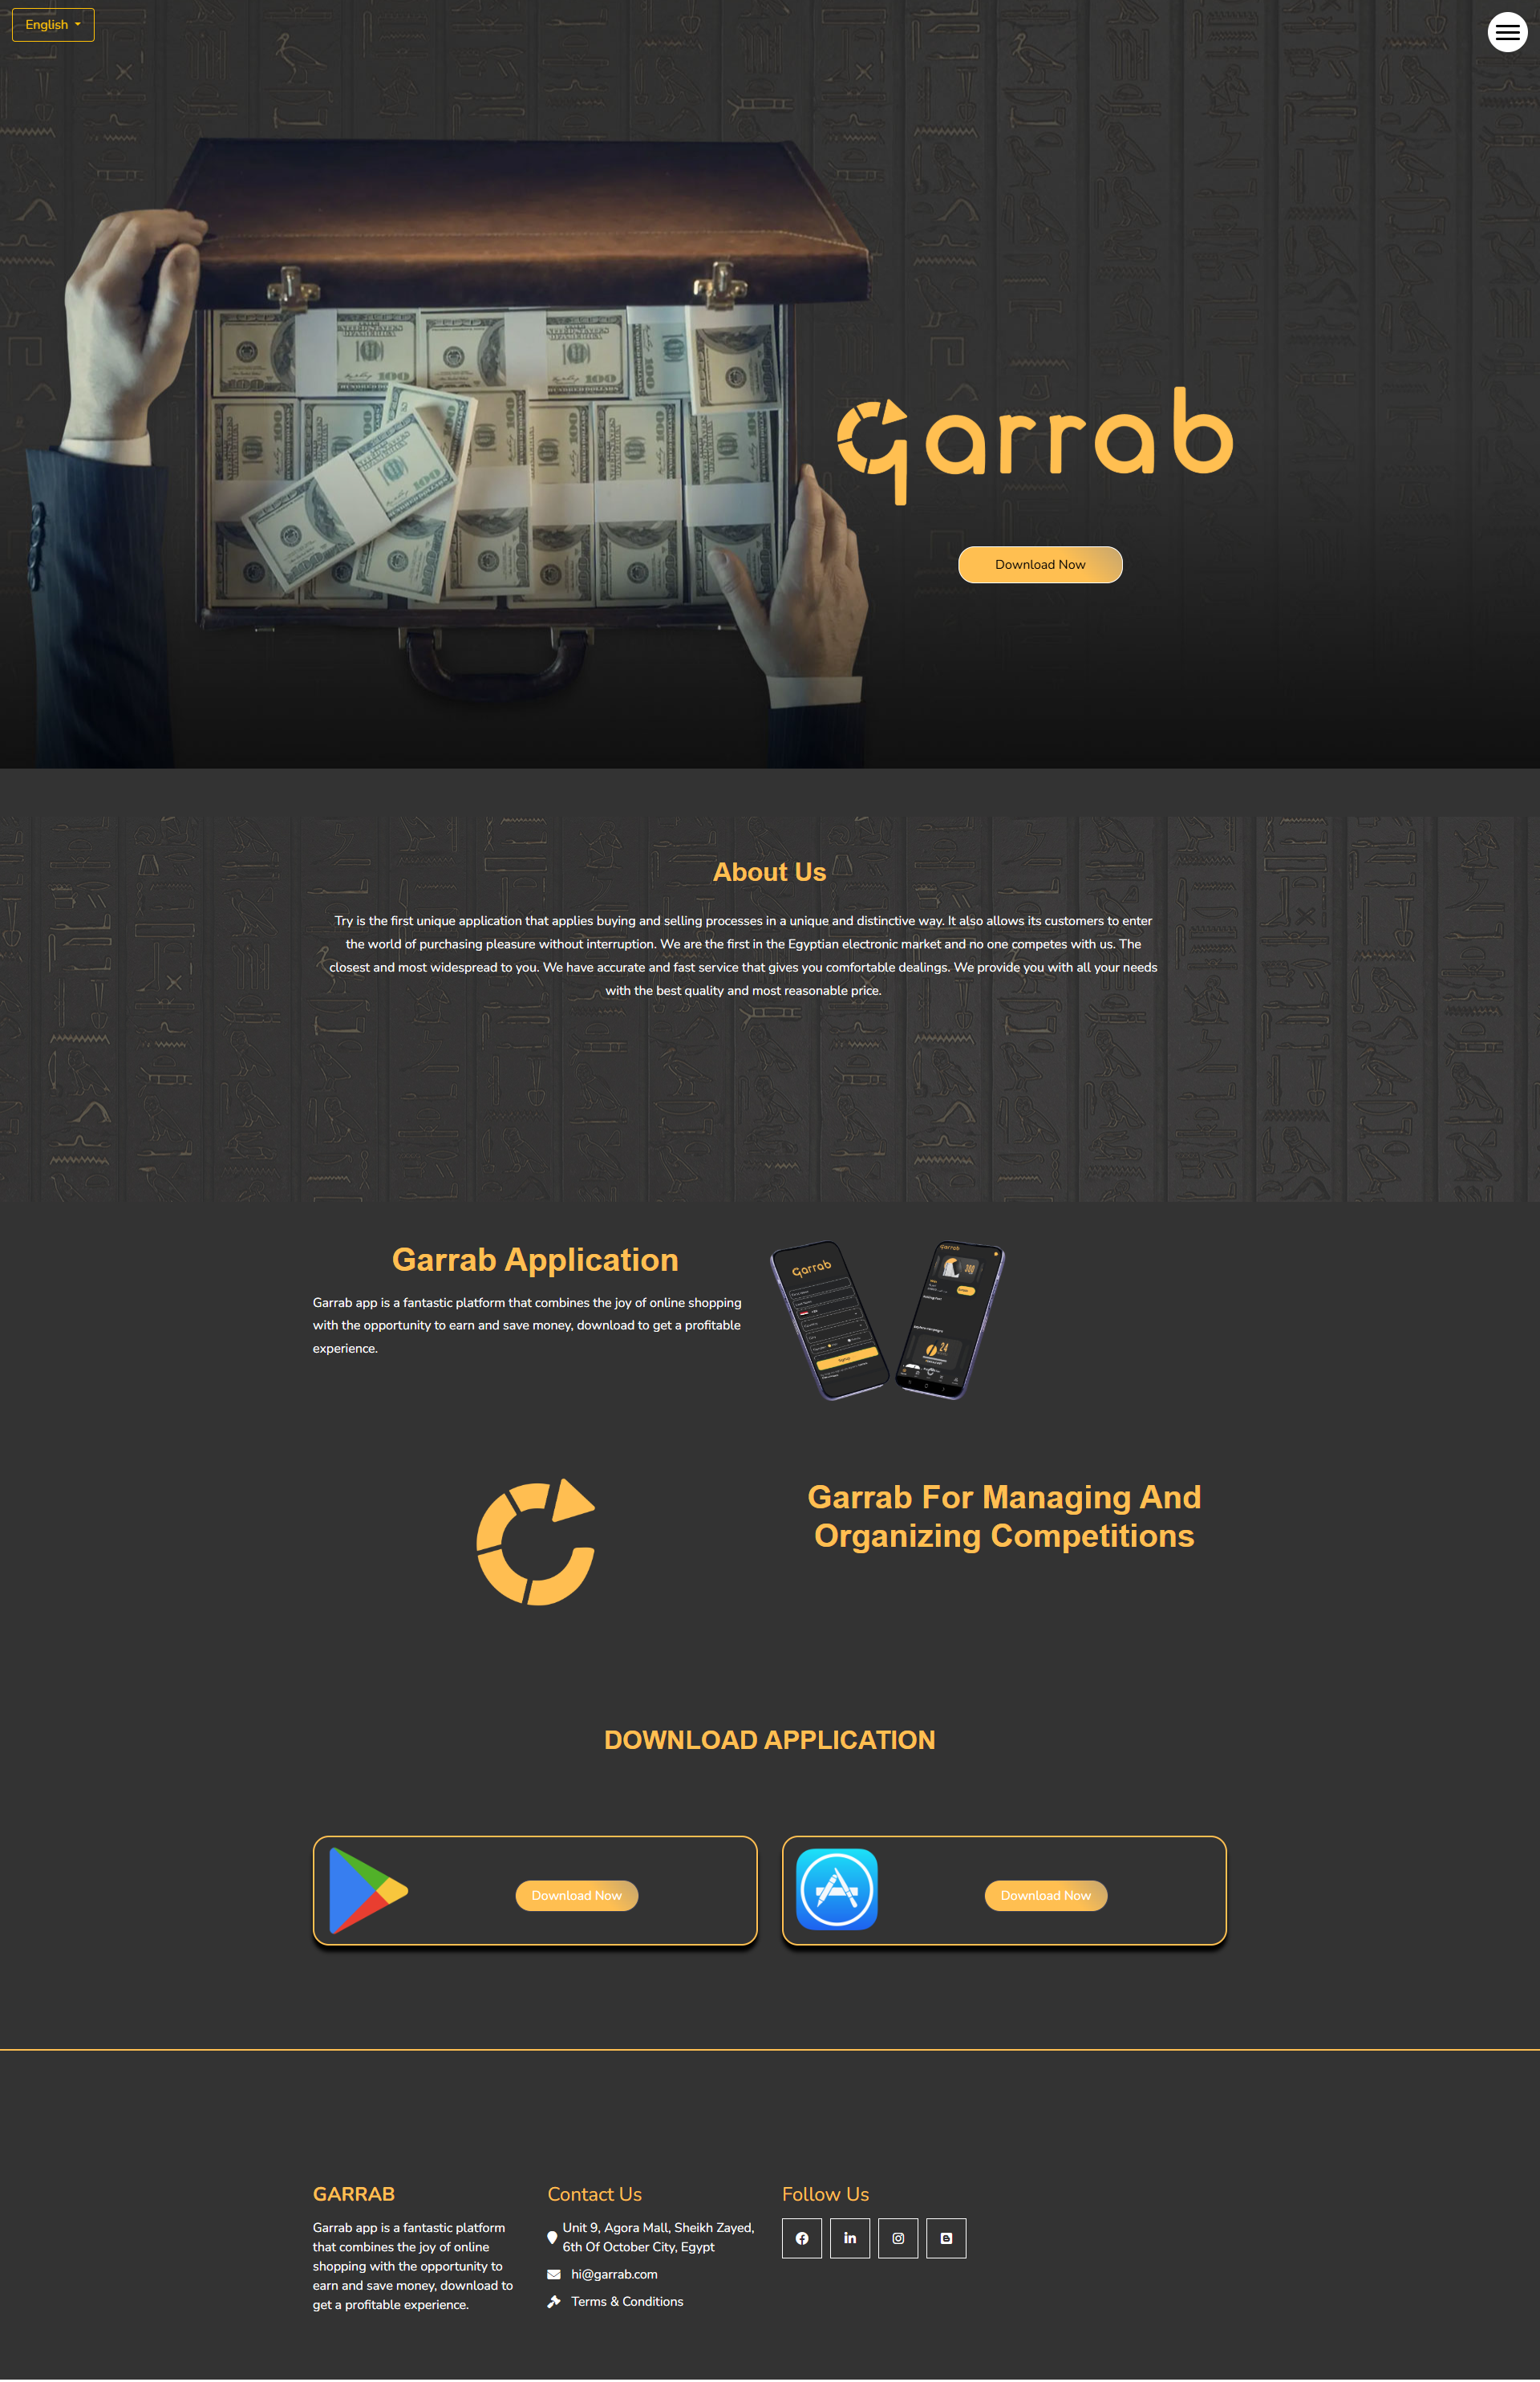 English
Garrab
Download Now
About Us
Try is the first unique application that applies buying and selling processes in a unique and distinctive way. It also allows its customers to enter
the world of purchasing pleasure without interruption. We are the first in the Egyptian electronic market and no one competes with us. The
closest and most widespread to you. We have accurate and fast service that gives you comfortable dealings. We provide you with all your needs
with the best quality and most reasonable price.
Garrab Application
Garrab app is a fantastic platform that combines the joy of online shopping
with the opportunity to earn and save money, download to get a profitable
experience.
Garrab
Garrab
Garrab For Managing And
Organizing Competitions
DOWNLOAD APPLICATION
Download Now
Download Now
GARRAB
Garrab app is a fantastic platform
that combines the joy of online
shopping with the opportunity to
earn and save money, download to
get a profitable experience.
Contact Us
Unit 9, Agora Mall, Sheikh Zayed,
6th Of October City, Egypt
hi@garrab.com
Terms & Conditions
Follow Us